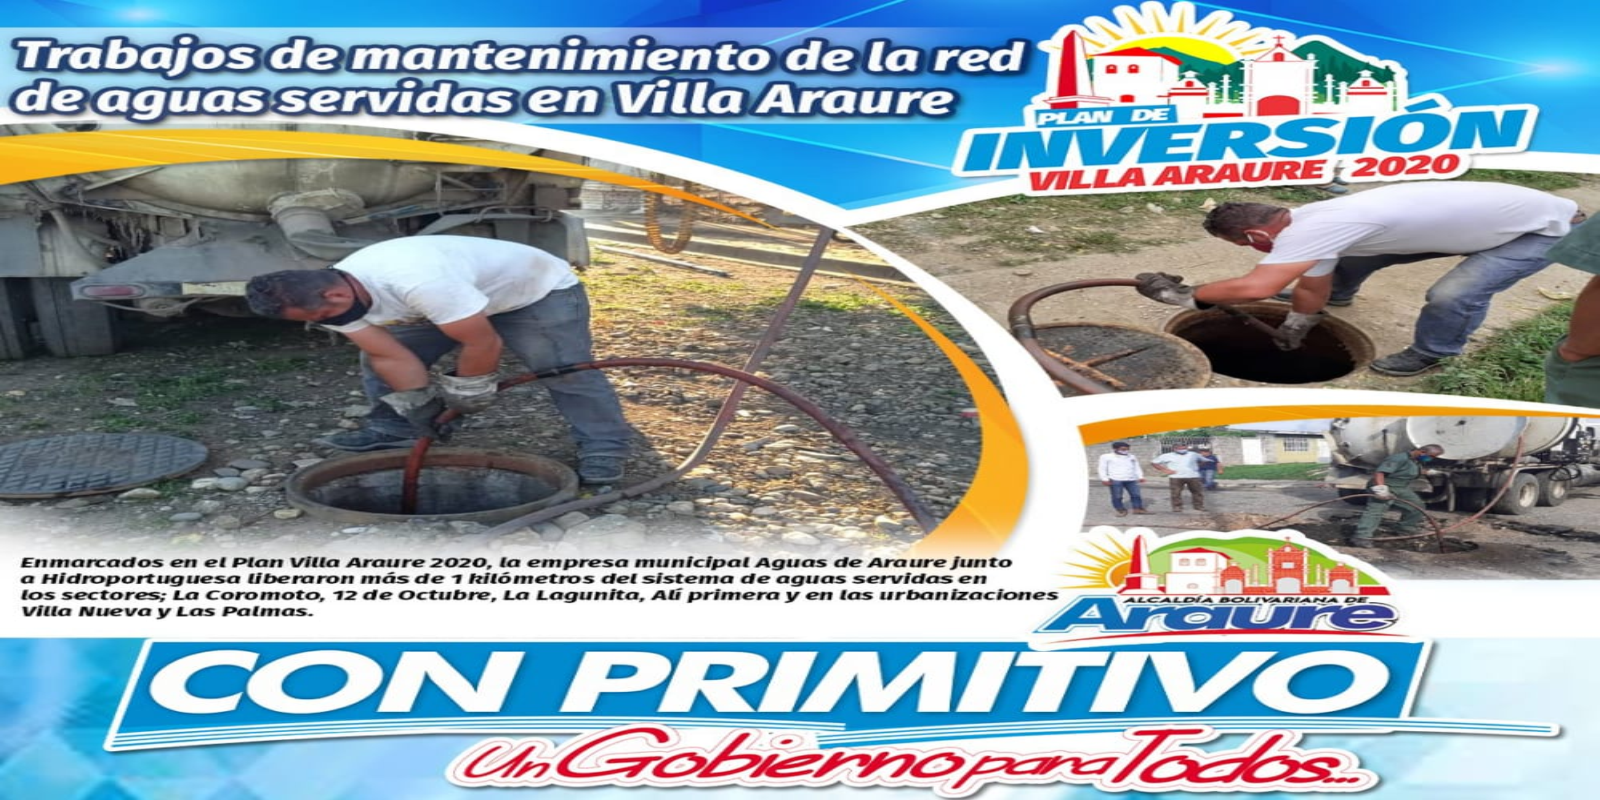 Trabajos de mantenimiento de la red
de aguas servidas en Villa Araure
PLAN DE
INVERSIÓN
VILLA ARAURE 2020
Enmarcados en el Plan Villa Araure 2020, la empresa municipal Aguas de Araure junto
a Hidroportuguesa liberaron más de 1 kilómetros del sistema de aguas servidas en
los sectores; La Coromoto, 12 de Octubre, La Lagunita, Alí primera y en las urbanizaciones
Villa Nueva y Las Palmas.
ALCALDÍA BOLIVARIANA DE
Araure
CON PRIMITIVO
Un Gobierno para Todos...